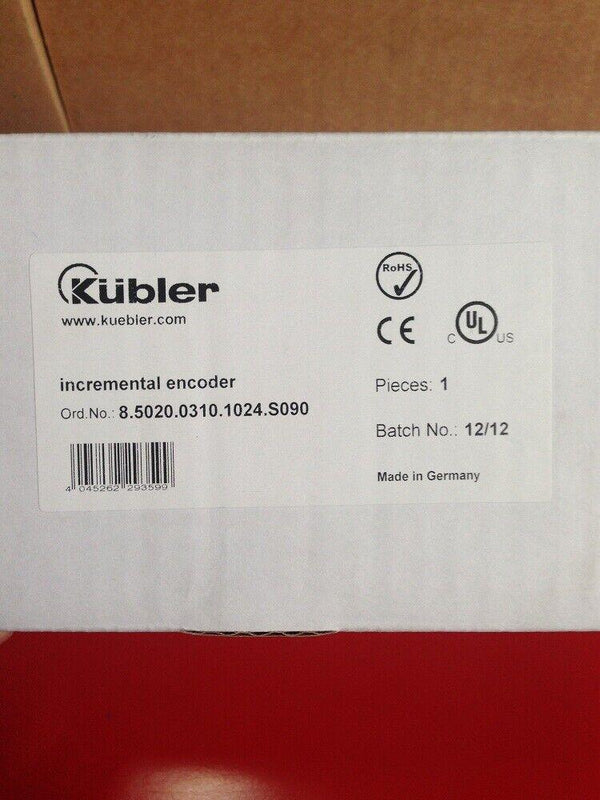 Kübler
www.kuebler.com
RoHS
CE
C UL US
incremental encoder
Ord.No.: 8.5020.0310.1024.S090
Pieces: 1
Batch No.: 12/12
4 045262 293599
Made in Germany